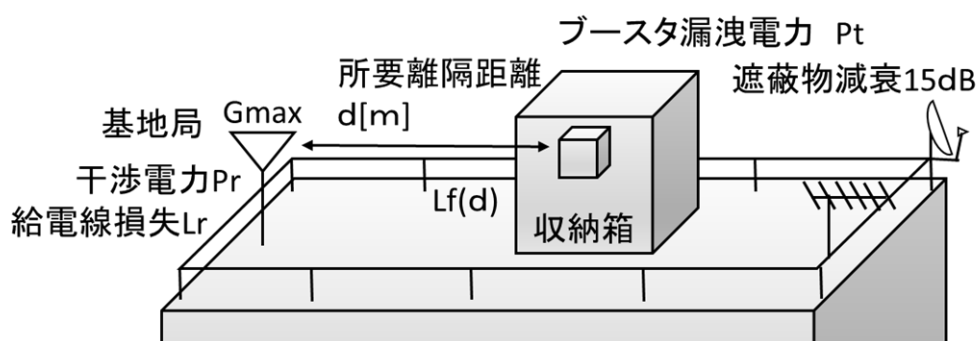 ブースタ漏洩電力 Pt
所要離隔距離
d[m]
遮蔽物減衰15dB
基地局
Gmax
干渉電力Pr
給電線損失Lr
Lf(d)
収納箱